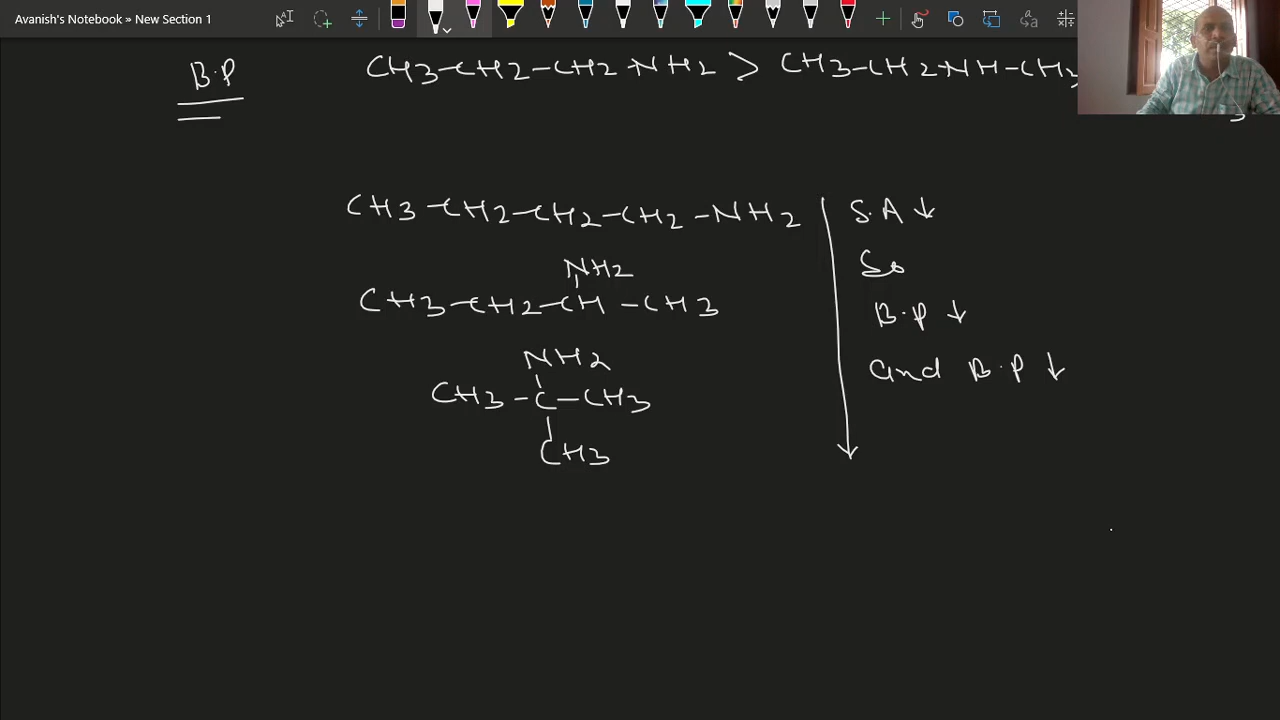 Avanish's Notebook » New Section 1
B.P CH3-CH2-CH2-NH2 > CH3-CH2-NH-CH3
CH3-CH2-CH2-CH2-NH2 S.A↓
So
NH2
CH3-CH2-CH-CH3 B.P↓
NH2
CH3-C-CH3 and B.P↓
CH3